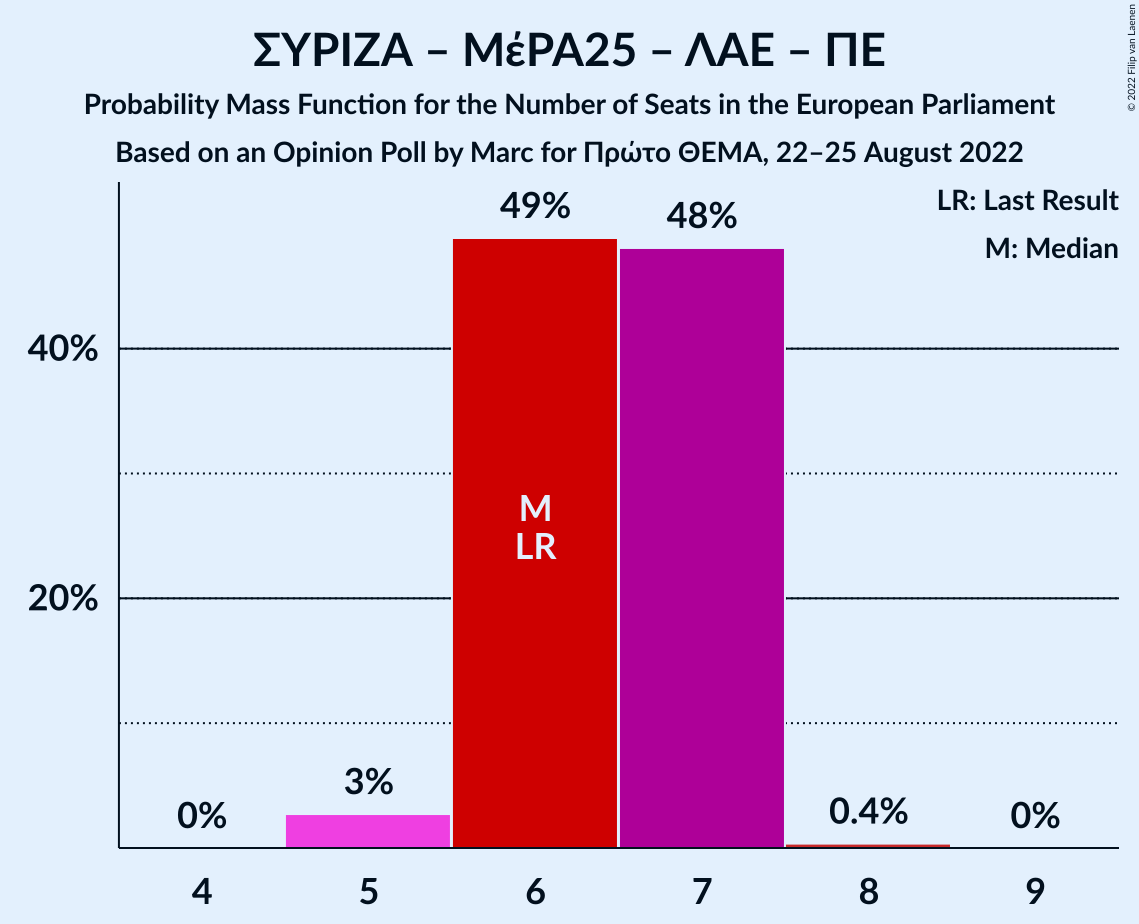 ΣΥΡΙΖΑ – ΜέΡΑ25 – ΛΑΕ – ΠΕ
Probability Mass Function for the Number of Seats in the European Parliament
Based on an Opinion Poll by Marc for Πρώτο ΘΕΜΑ, 22–25 August 2022
© 2022 Filip van Laenen
LR: Last Result
M: Median
49%
48%
40%
M
LR
20%
3%
0%
0.4%
0%
4 5 6 7 8 9